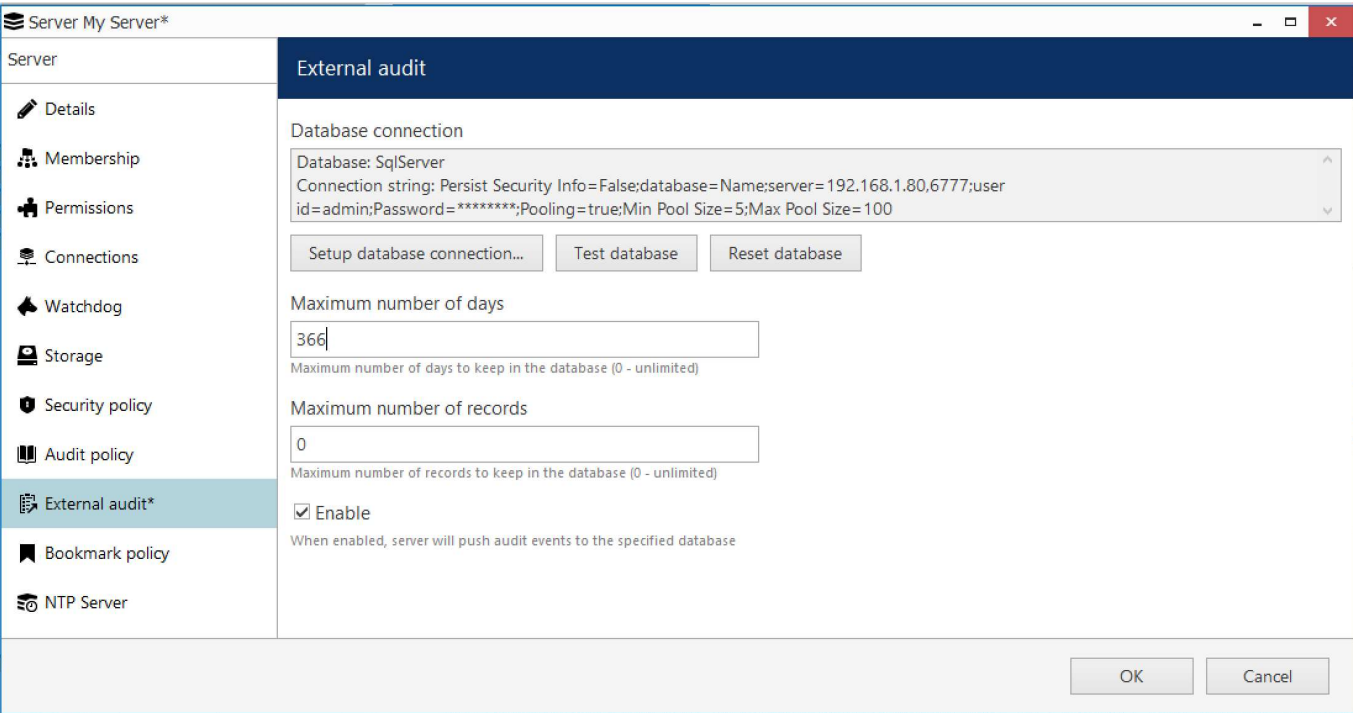 Server My Server*
Server
Details
Membership
Permissions
Connections
Watchdog
Storage
Security policy
Audit policy
External audit*
Bookmark policy
NTP Server
External audit
Database connection
Database: SqlServer
Connection string: Persist Security Info=False;database=Name;server=192.168.1.80,6777;user
id=admin;Password=********;Pooling=true;Min Pool Size=5;Max Pool Size=100
Setup database connection... Test database Reset database
Maximum number of days
366
Maximum number of days to keep in the database (0 - unlimited)
Maximum number of records
0
Maximum number of records to keep in the database (0 - unlimited)
Enable
When enabled, server will push audit events to the specified database
OK Cancel